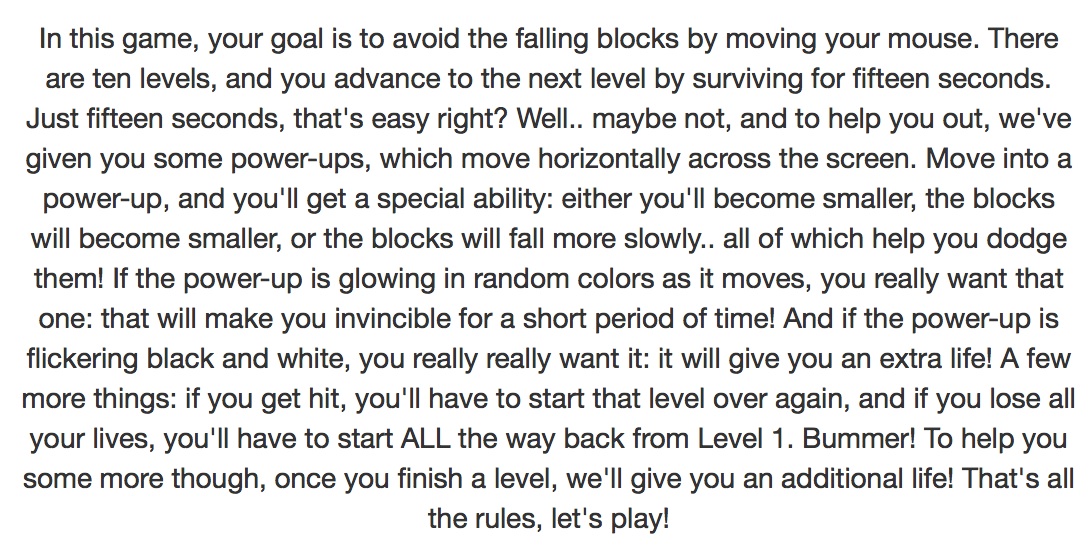 In this game, your goal is to avoid the falling blocks by moving your mouse. There
are ten levels, and you advance to the next level by surviving for fifteen seconds.
Just fifteen seconds, that's easy right? Well.. maybe not, and to help you out, we've
given you some power-ups, which move horizontally across the screen. Move into a
power-up, and you'll get a special ability: either you'll become smaller, the blocks
will become smaller, or the blocks will fall more slowly.. all of which help you dodge
them! If the power-up is glowing in random colors as it moves, you really want that
one: that will make you invincible for a short period of time! And if the power-up is
flickering black and white, you really really want it: it will give you an extra life! A few
more things: if you get hit, you'll have to start that level over again, and if you lose all
your lives, you'll have to start ALL the way back from Level 1. Bummer! To help you
some more though, once you finish a level, we'll give you an additional life! That's all
the rules, let's play!